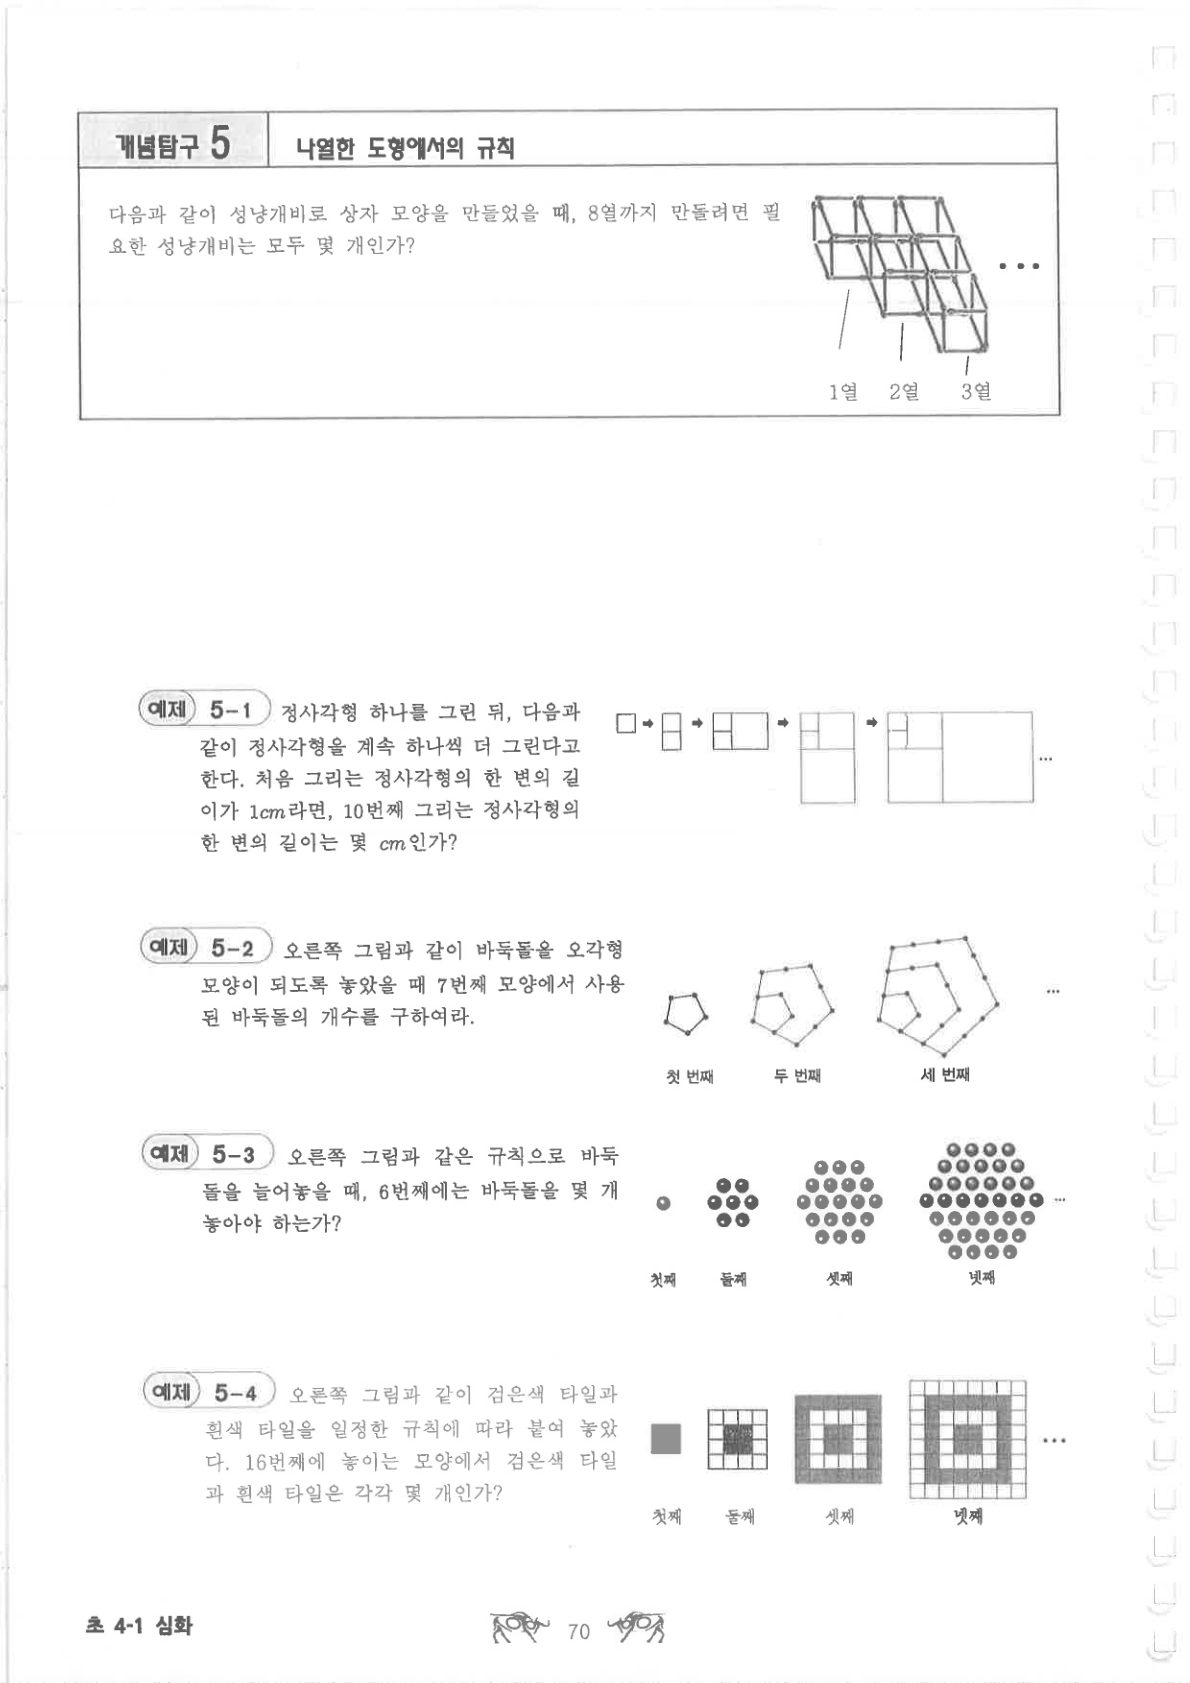 개념탐구 5
나열한 도형에서의 규칙
다음과 같이 성냥개비로 상자 모양을 만들었을 때, 8열까지 만들려면 필
요한 성냥개비는 모두 몇 개인가?
1열 2열 3열
예제 5-1 정사각형 하나를 그린 뒤, 다음과
같이 정사각형을 계속 하나씩 더 그린다고
한다. 처음 그리는 정사각형의 한 변의 길
이가 1cm라면, 10번째 그리는 정사각형의
한 변의 길이는 몇 cm인가?
...
예제 5-2 오른쪽 그림과 같이 바둑돌을 오각형
모양이 되도록 놓았을 때 7번째 모양에서 사용
된 바둑돌의 개수를 구하여라.
...
첫 번째 두 번째 세 번째
예제 5-3 오른쪽 그림과 같은 규칙으로 바둑
돌을 늘어놓을 때, 6번째에는 바둑돌을 몇 개
놓아야 하는가?
...
첫째 둘째 셋째 넷째
예제 5-4 오른쪽 그림과 같이 검은색 타일과
흰색 타일을 일정한 규칙에 따라 붙여 놓았
다. 16번째에 놓이는 모양에서 검은색 타일
과 흰색 타일은 각각 몇 개인가?
...
첫째 둘째 셋째 넷째
초 4-1 심화
70